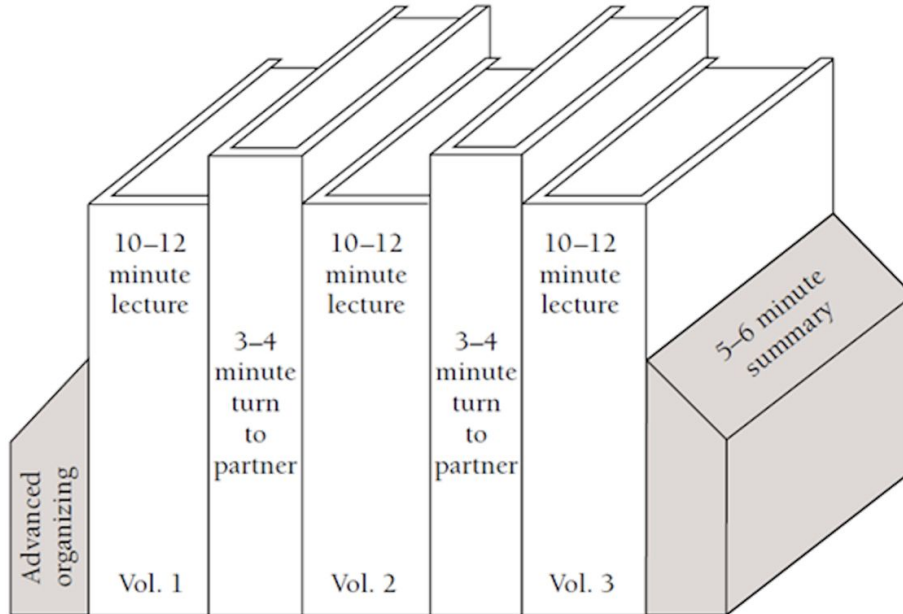 Advanced
organizing
10–12
minute
lecture
Vol. 1
3–4
minute
turn
to
partner
10–12
minute
lecture
Vol. 2
3–4
minute
turn
to
partner
10–12
minute
lecture
Vol. 3
5–6 minute
summary